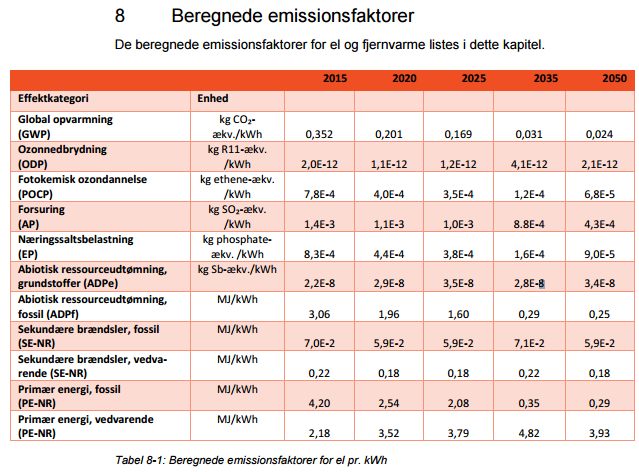 8 Beregnede emissionsfaktorer
De beregnede emissionsfaktorer for el og fjernvarme listes i dette kapitel.
2015 2020 2025 2035 2050
Effektkategori Enhed
Global opvarmning kg CO₂-
(GWP) ækv./kWh 0,352 0,201 0,169 0,031 0,024
Ozonnedbrydning kg R11-ækv.
(ODP) /kWh 2,0E-12 1,1E-12 1,2E-12 4,1E-12 2,1E-12
Fotokemisk ozondannelse kg ethene-ækv.
(POCP) /kWh 7,8E-4 4,0E-4 3,5E-4 1,2E-4 6,8E-5
Forsuring kg SO₂-ækv.
(AP) /kWh 1,4E-3 1,1E-3 1,0E-3 8.8E-4 4,3E-4
Næringssaltsbelastning kg phosphate-
(EP) ækv. /kWh 8,3E-4 4,4E-4 3,8E-4 1,6E-4 9,0E-5
Abiotisk ressourceudtømning, kg Sb-ækv./kWh
grundstoffer (ADPe) 2,2E-8 2,9E-8 3,5E-8 2,8E-8 3,4E-8
Abiotisk ressourceudtømning, MJ/kWh
fossil (ADPf) 3,06 1,96 1,60 0,29 0,25
Sekundære brændsler, fossil MJ/kWh
(SE-NR) 7,0E-2 5,9E-2 5,9E-2 7,1E-2 5,9E-2
Sekundære brændsler, vedva- MJ/kWh
rende (SE-NR) 0,22 0,18 0,18 0,22 0,18
Primær energi, fossil MJ/kWh
(PE-NR) 4,20 2,54 2,08 0,35 0,29
Primær energi, vedvarende MJ/kWh
(PE-NR) 2,18 3,52 3,79 4,82 3,93
Tabel 8-1: Beregnede emissionsfaktorer for el pr. kWh